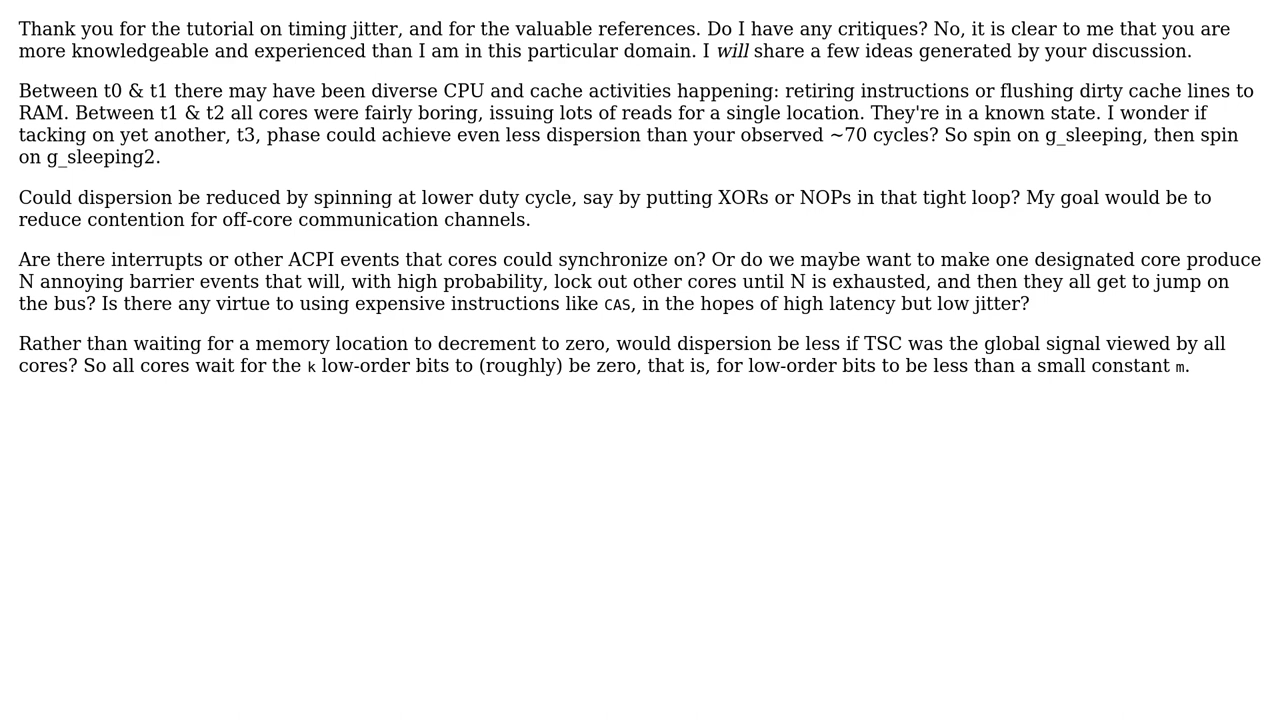 Thank you for the tutorial on timing jitter, and for the valuable references. Do I have any critiques? No, it is clear to me that you are
more knowledgeable and experienced than I am in this particular domain. I will share a few ideas generated by your discussion.
Between t0 & t1 there may have been diverse CPU and cache activities happening: retiring instructions or flushing dirty cache lines to
RAM. Between t1 & t2 all cores were fairly boring, issuing lots of reads for a single location. They're in a known state. I wonder if
tacking on yet another, t3, phase could achieve even less dispersion than your observed ~70 cycles? So spin on g_sleeping, then spin
on g_sleeping2.
Could dispersion be reduced by spinning at lower duty cycle, say by putting XORs or NOPs in that tight loop? My goal would be to
reduce contention for off-core communication channels.
Are there interrupts or other ACPI events that cores could synchronize on? Or do we maybe want to make one designated core produce
N annoying barrier events that will, with high probability, lock out other cores until N is exhausted, and then they all get to jump on
the bus? Is there any virtue to using expensive instructions like CAS, in the hopes of high latency but low jitter?
Rather than waiting for a memory location to decrement to zero, would dispersion be less if TSC was the global signal viewed by all
cores? So all cores wait for the k low-order bits to (roughly) be zero, that is, for low-order bits to be less than a small constant m.